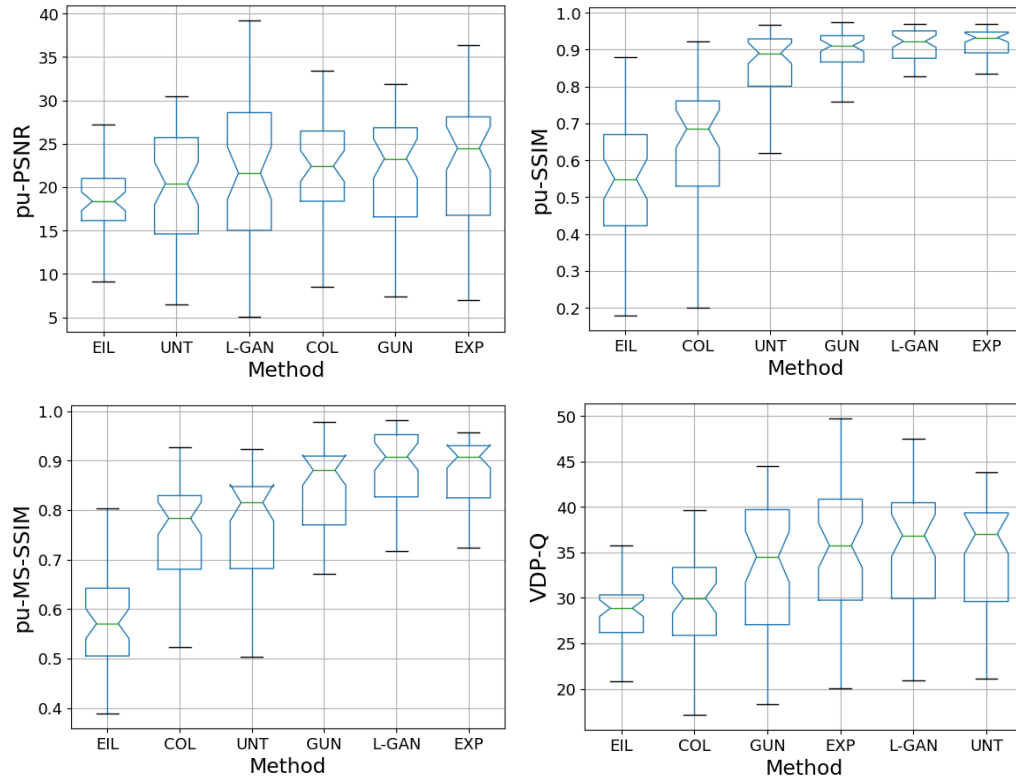 pu-PSNR
40
35
30
25
20
15
10
5
EIL UNT L-GAN COL GUN EXP
Method
pu-SSIM
1.0
0.9
0.8
0.7
0.6
0.5
0.4
0.3
0.2
EIL COL UNT GUN L-GAN EXP
Method
pu-MS-SSIM
1.0
0.9
0.8
0.7
0.6
0.5
0.4
EIL COL UNT GUN L-GAN EXP
Method
VDP-Q
50
45
40
35
30
25
20
EIL COL GUN EXP L-GAN UNT
Method